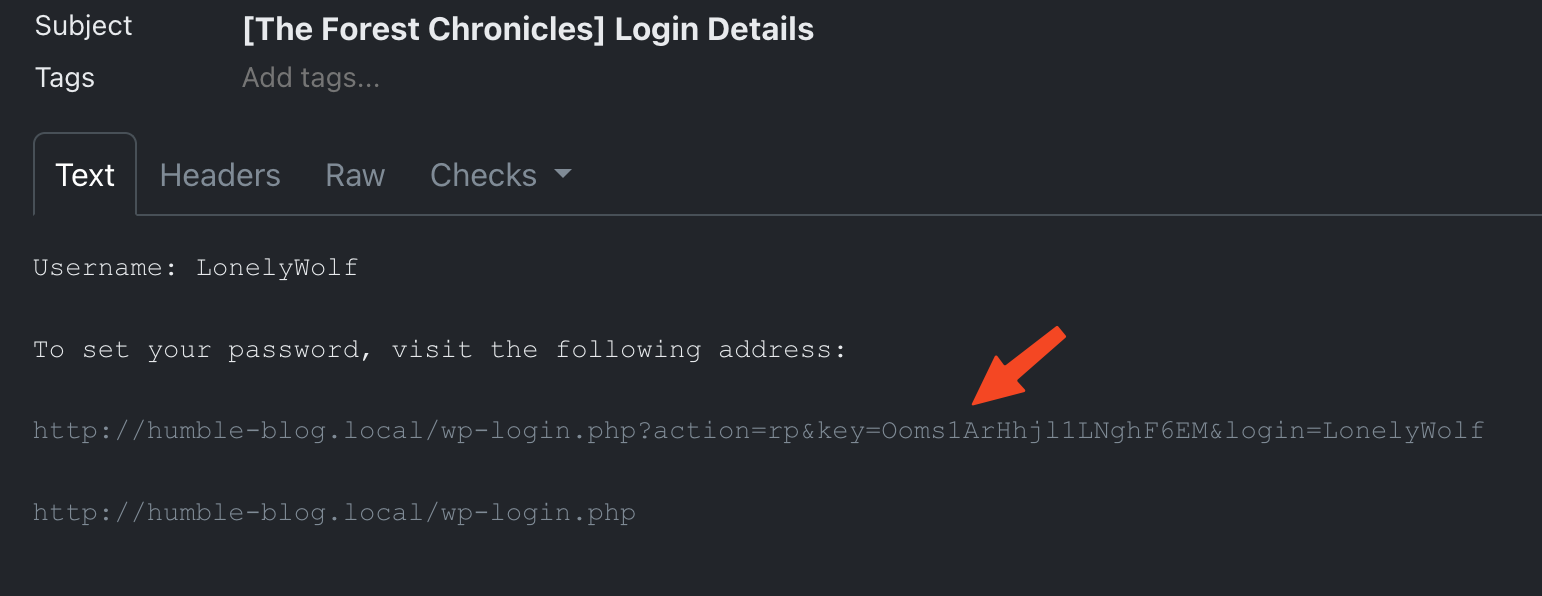 Subject [The Forest Chronicles] Login Details
Tags Add tags...
Text Headers Raw Checks
Username: LonelyWolf
To set your password, visit the following address:
http://humble-blog.local/wp-login.php?action=rp&key=Ooms1ArHhjl1LNghF6EM&login=LonelyWolf
http://humble-blog.local/wp-login.php